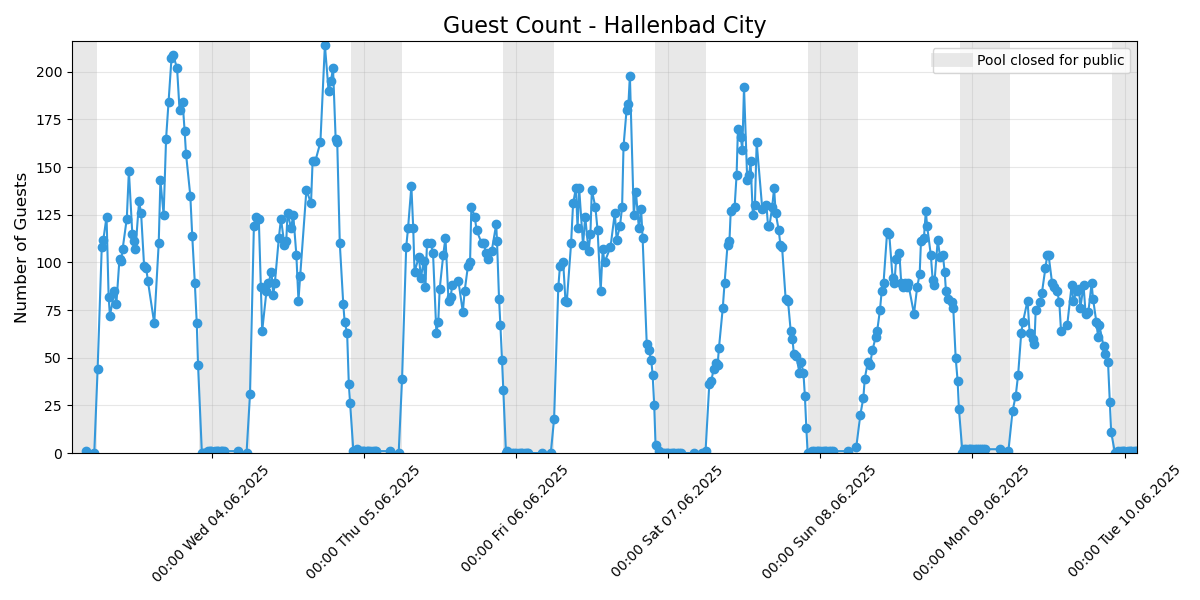 Guest Count - Hallenbad City
Pool closed for public
Number of Guests
200
175
150
125
100
75
50
25
0
00:00 Wed 04.06.2025
00:00 Thu 05.06.2025
00:00 Fri 06.06.2025
00:00 Sat 07.06.2025
00:00 Sun 08.06.2025
00:00 Mon 09.06.2025
00:00 Tue 10.06.2025